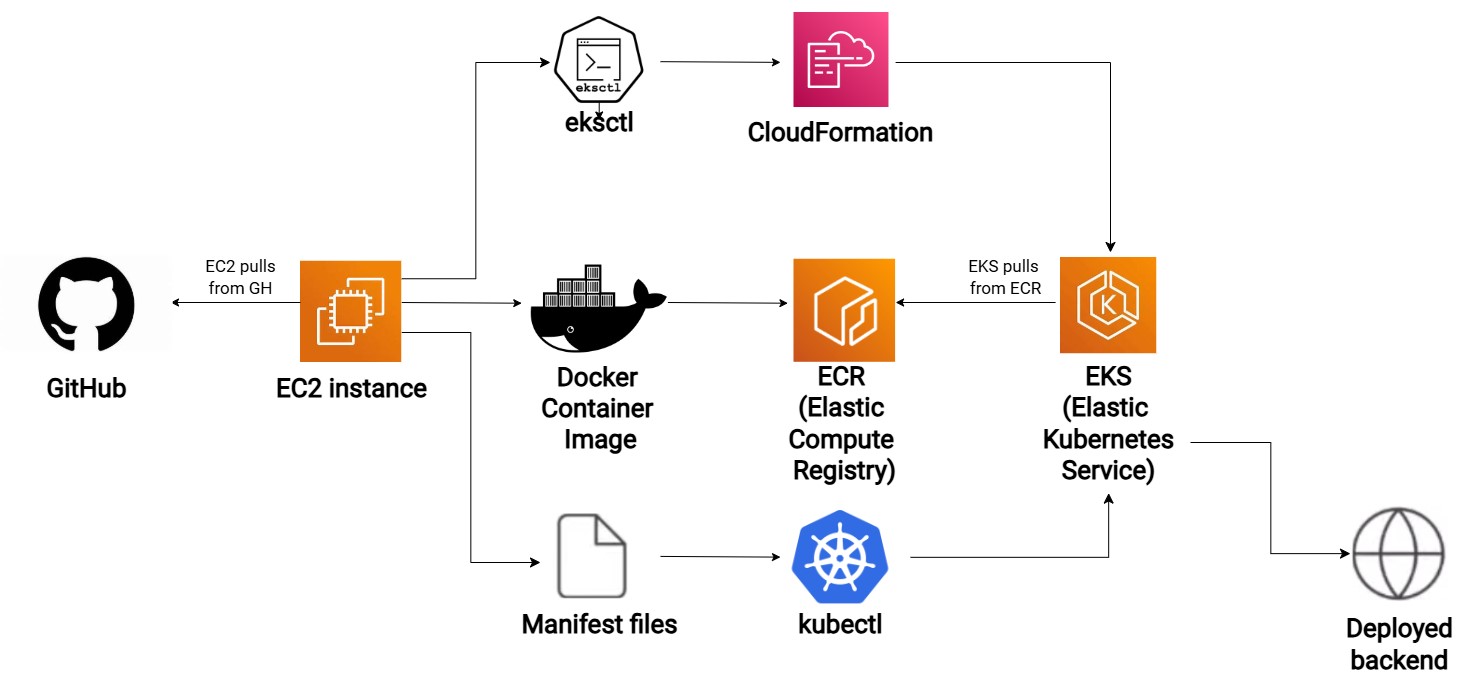 eksctl
eksctl
CloudFormation
EC2 pulls
from GH
EKS pulls
from ECR
K
GitHub
EC2 instance
Docker
Container
Image
ECR
(Elastic
Compute
Registry)
EKS
(Elastic
Kubernetes
Service)
Manifest files
kubectl
Deployed
backend